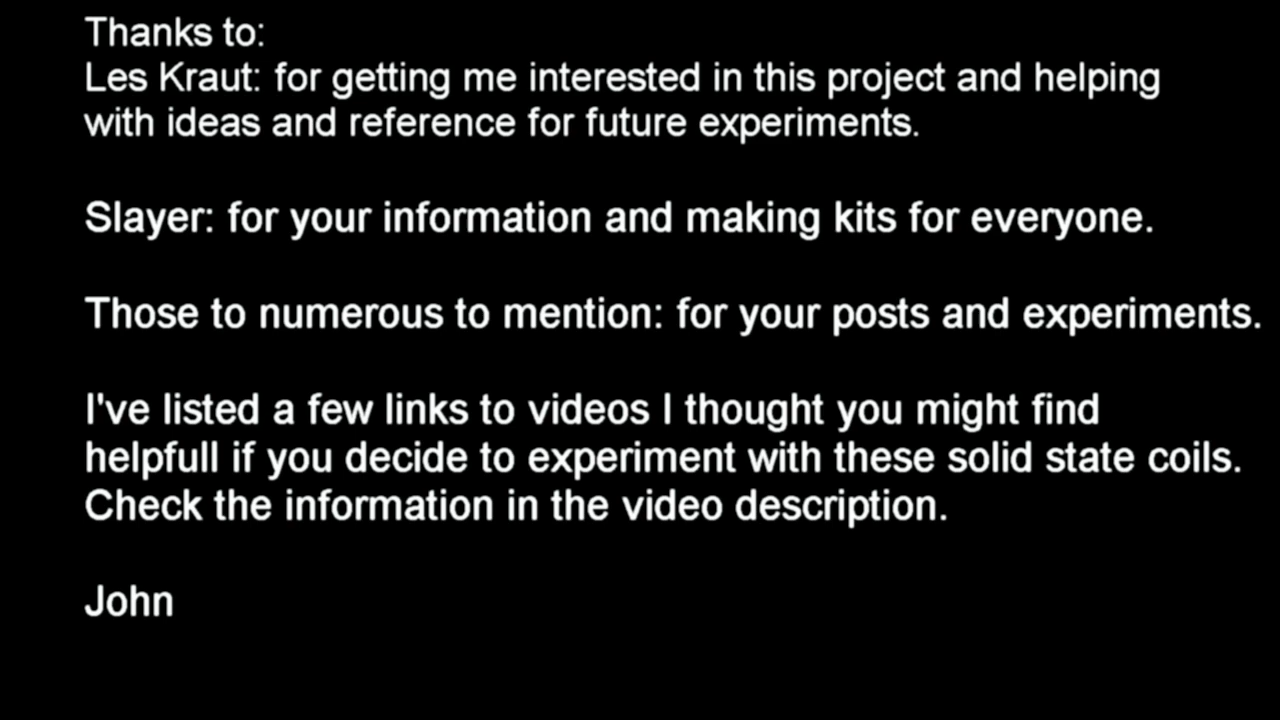 Thanks to:
Les Kraut: for getting me interested in this project and helping
with ideas and reference for future experiments.
Slayer: for your information and making kits for everyone.
Those to numerous to mention: for your posts and experiments.
I've listed a few links to videos I thought you might find
helpfull if you decide to experiment with these solid state coils.
Check the information in the video description.
John